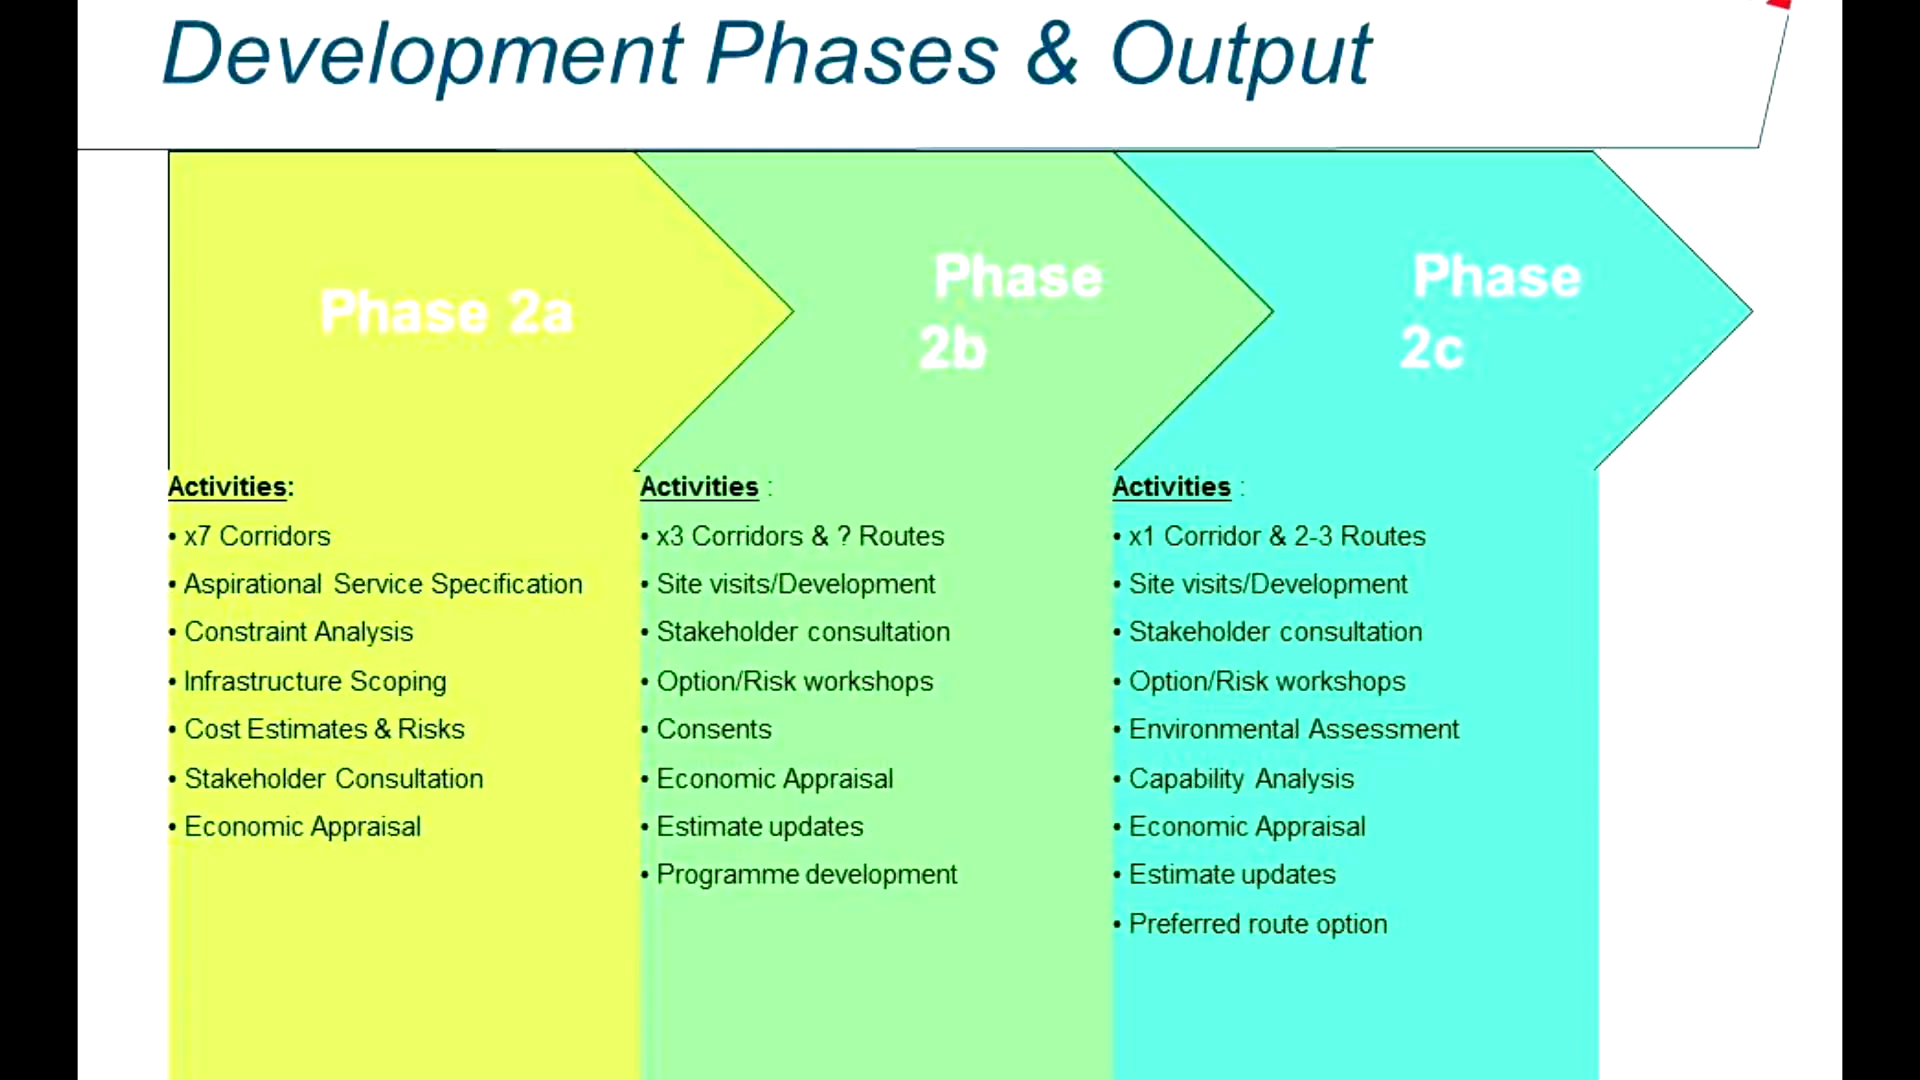 Development Phases & Output
Phase 2a
Phase
2b
Phase
2c
Activities:
• x7 Corridors
• Aspirational Service Specification
• Constraint Analysis
• Infrastructure Scoping
• Cost Estimates & Risks
• Stakeholder Consultation
• Economic Appraisal
Activities :
• x3 Corridors & ? Routes
• Site visits/Development
• Stakeholder consultation
• Option/Risk workshops
• Consents
• Economic Appraisal
• Estimate updates
• Programme development
Activities :
• x1 Corridor & 2-3 Routes
• Site visits/Development
• Stakeholder consultation
• Option/Risk workshops
• Environmental Assessment
• Capability Analysis
• Economic Appraisal
• Estimate updates
• Preferred route option